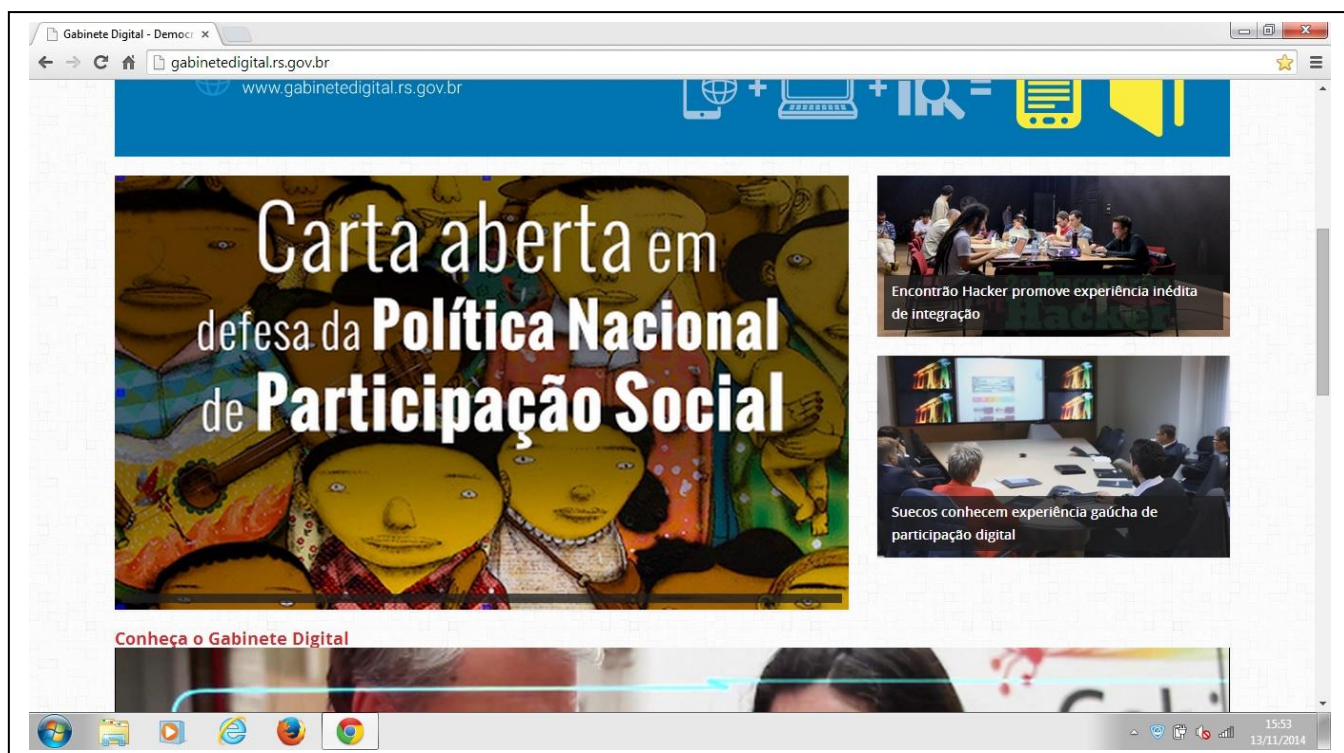 Gabinete Digital - Democr
gabinetedigital.rs.gov.br
www.gabinetedigital.rs.gov.br
Carta aberta em
defesa da Política Nacional
de Participação Social
Encontrão Hacker promove experiência inédita
de integração
Hacker
Suecos conhecem experiência gaúcha de
participação digital
Conheça o Gabinete Digital
15:53
13/11/2014